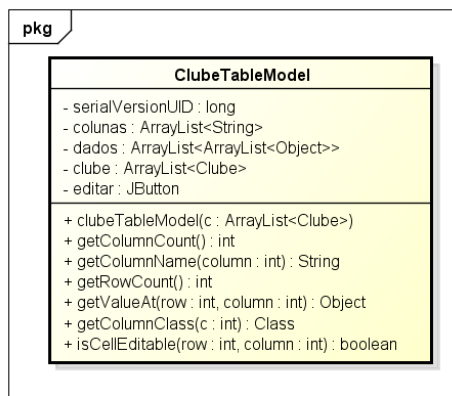 pkg
ClubeTableModel
- serialVersionUID : long
- colunas : ArrayList<String>
- dados : ArrayList<ArrayList<Object>>
- clube : ArrayList<Clube>
- editar : JButton
+ clubeTableModel(c : ArrayList<Clube>)
+ getColumnCount() : int
+ getColumnName(column : int) : String
+ getRowCount() : int
+ getValueAt(row : int, column : int) : Object
+ getColumnClass(c : int) : Class
+ isCellEditable(row : int, column : int) : boolean